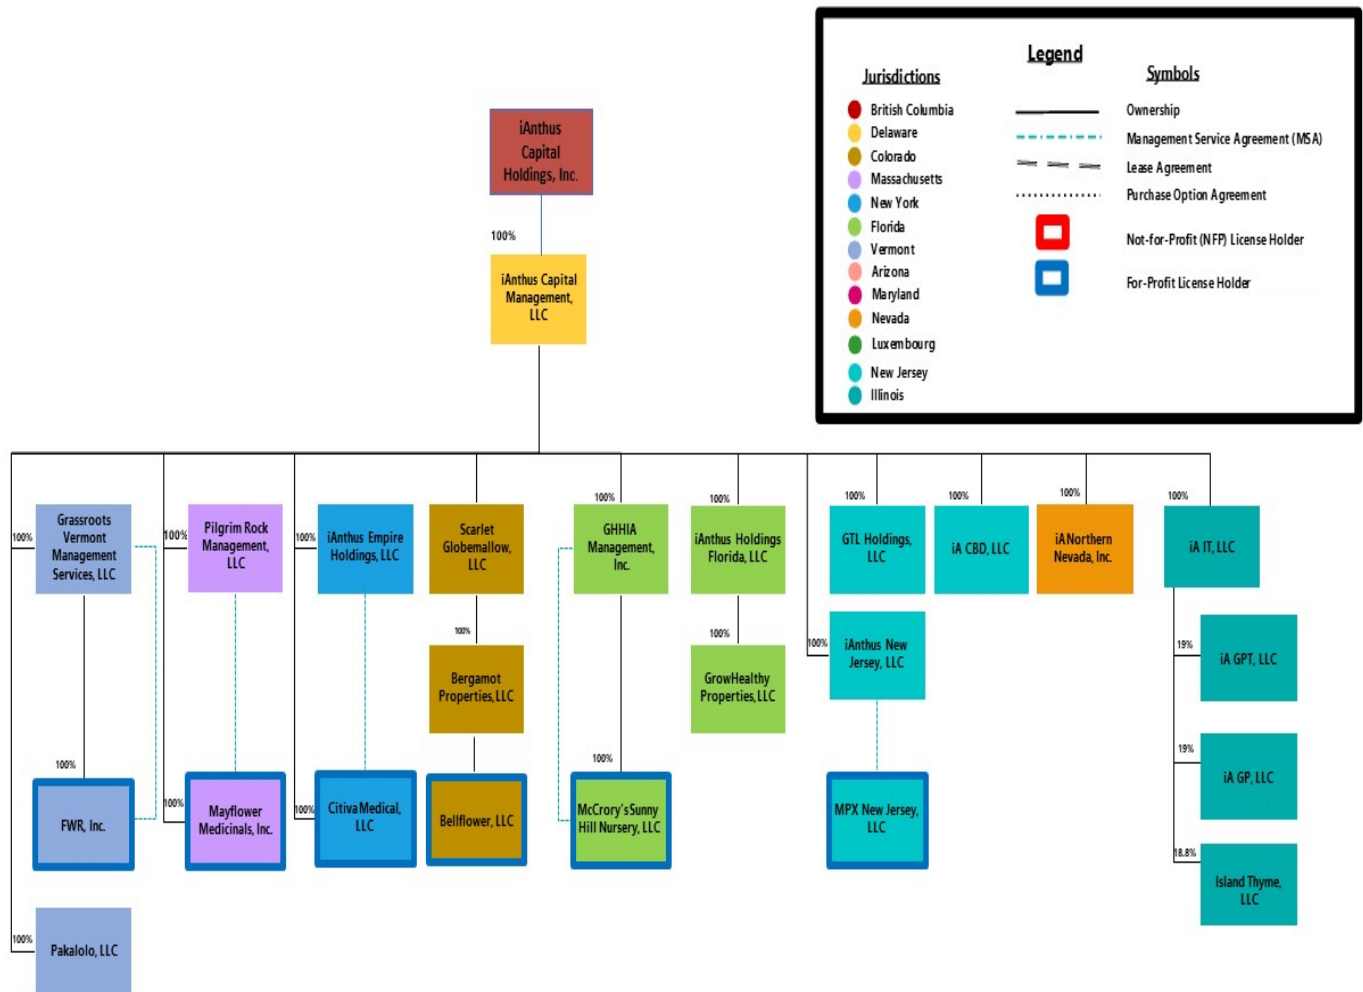 Legend
Jurisdictions
British Columbia
Delaware
Colorado
Massachusetts
New York
Florida
Vermont
Arizona
Maryland
Nevada
Luxembourg
New Jersey
Illinois
Symbols
Ownership
Management Service Agreement (MSA)
Lease Agreement
Purchase Option Agreement
Not-for-Profit (NFP) License Holder
For-Profit License Holder
iAnthus
Capital
Holdings, Inc.
100%
iAnthus Capital
Management,
LLC
100%
Grassroots
Vermont
Management
Services, LLC
100%
FWR, Inc.
100%
Pakalolo, LLC
100%
Pilgrim Rock
Management,
LLC
100%
Mayflower
Medicinals, Inc.
100%
iAnthus Empire
Holdings, LLC
100%
Citiva Medical,
LLC
Scarlet
Globemallow,
LLC
100%
Bergamot
Properties, LLC
Bellflower, LLC
100%
GHHIA
Management,
Inc.
100%
McCrory's Sunny
Hill Nursery, LLC
100%
iAnthus Holdings
Florida, LLC
100%
GrowHealthy
Properties, LLC
100%
GTL Holdings,
LLC
100%
iAnthus New
Jersey, LLC
MPX New Jersey,
LLC
100%
iA CBD, LLC
100%
iA Northern
Nevada, Inc.
100%
iA IT, LLC
19%
iA GPT, LLC
19%
iA GP, LLC
18.8%
Island Thyme,
LLC